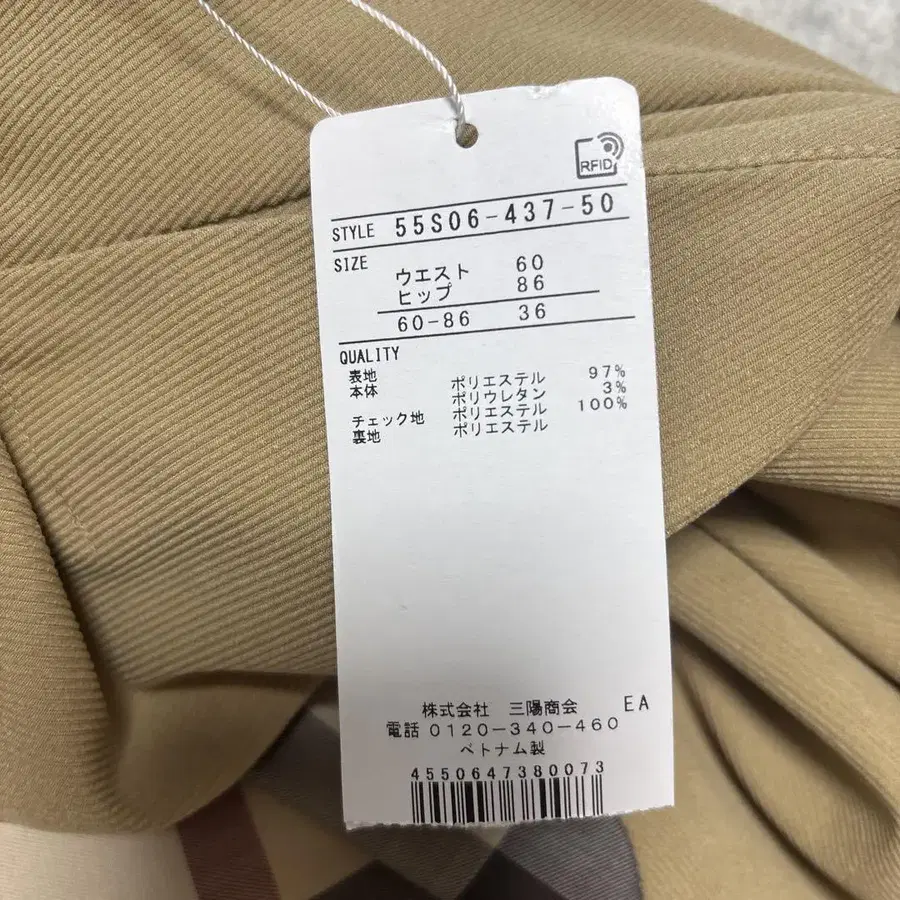 RFID
STYLE 55S06-437-50
SIZE
ウエスト 60
ヒップ 86
60-86 36
QUALITY
表地 ポリエステル 97%
本体 ポリウレタン 3%
チェック地 ポリエステル 100%
裏地 ポリエステル
株式会社 三陽商会 EA
電話 0120-340-460
ベトナム製
4550647380073